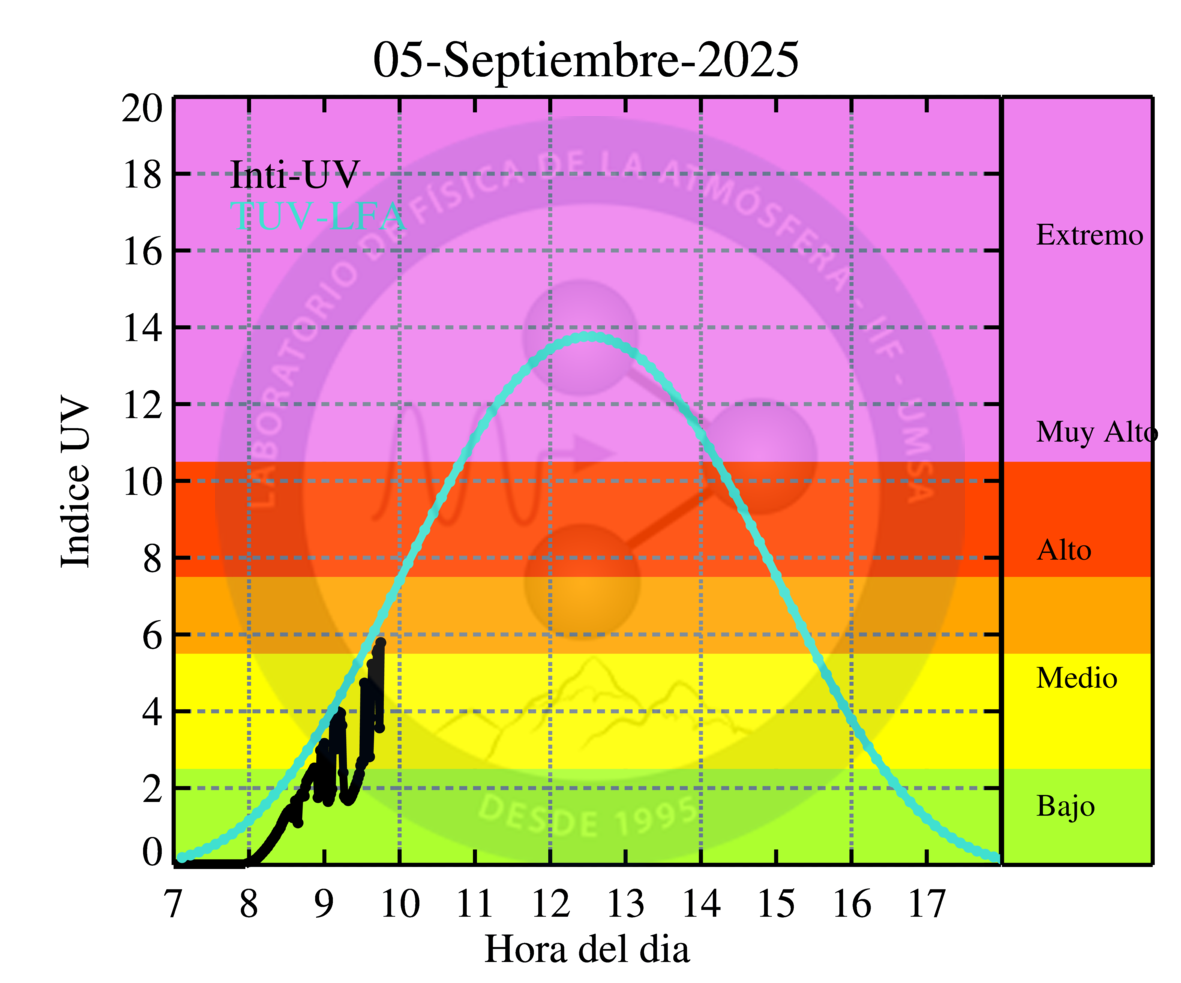 05-Septiembre-2025
Inti-UV
TUV-LFA
Indice UV
20
18
16
14
12
10
8
6
4
2
0
7 8 9 10 11 12 13 14 15 16 17
Hora del dia
Extremo
Muy Alto
Alto
Medio
Bajo
LABORATORIO DE FÍSICA DE LA ATMÓSFERA - IIF - UMSA
DESDE 1995